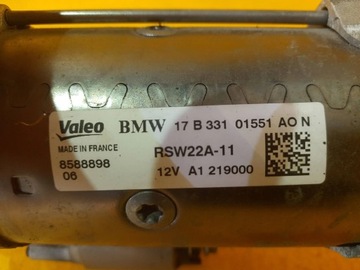 Valeo BMW 17 B 331 01551 AO N
MADE IN FRANCE RSW22A-11
8588898 12V A1 219000
06